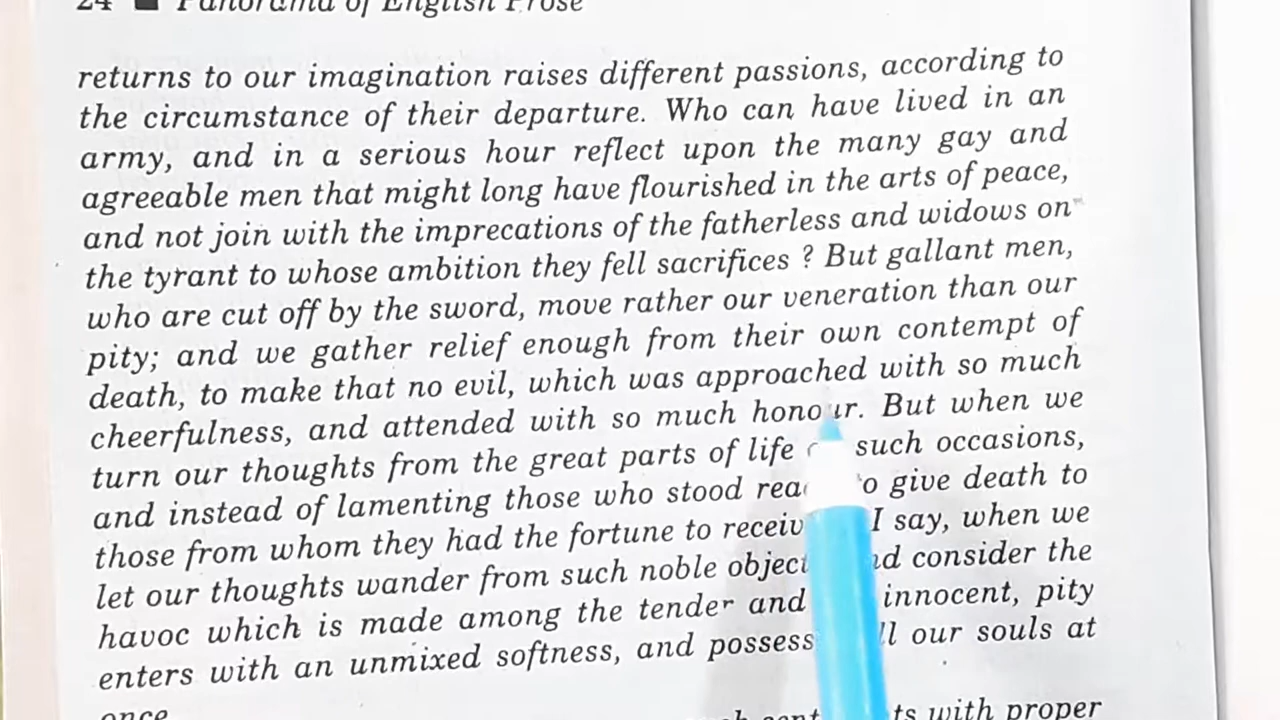 24 ■ Panorama of English Prose
returns to our imagination raises different passions, according to
the circumstance of their departure. Who can have lived in an
army, and in a serious hour reflect upon the many gay and
agreeable men that might long have flourished in the arts of peace,
and not join with the imprecations of the fatherless and widows on
the tyrant to whose ambition they fell sacrifices ? But gallant men,
who are cut off by the sword, move rather our veneration than our
pity; and we gather relief enough from their own contempt of
death, to make that no evil, which was approached with so much
cheerfulness, and attended with so much honour. But when we
turn our thoughts from the great parts of life such occasions,
and instead of lamenting those who stood to give death to
those from whom they had the fortune to I say, when we
let our thoughts wander from such noble consider the
havoc which is made among the tender and innocent, pity
enters with an unmixed softness, and our souls at
once
with proper